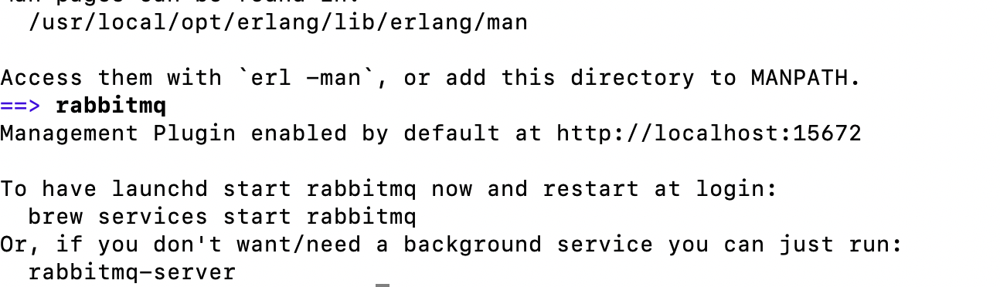 /usr/local/opt/erlang/lib/erlang/man
Access them with `erl -man`, or add this directory to MANPATH.
==> rabbitmq
Management Plugin enabled by default at http://localhost:15672
To have launchd start rabbitmq now and restart at login:
brew services start rabbitmq
Or, if you don't want/need a background service you can just run:
rabbitmq-server